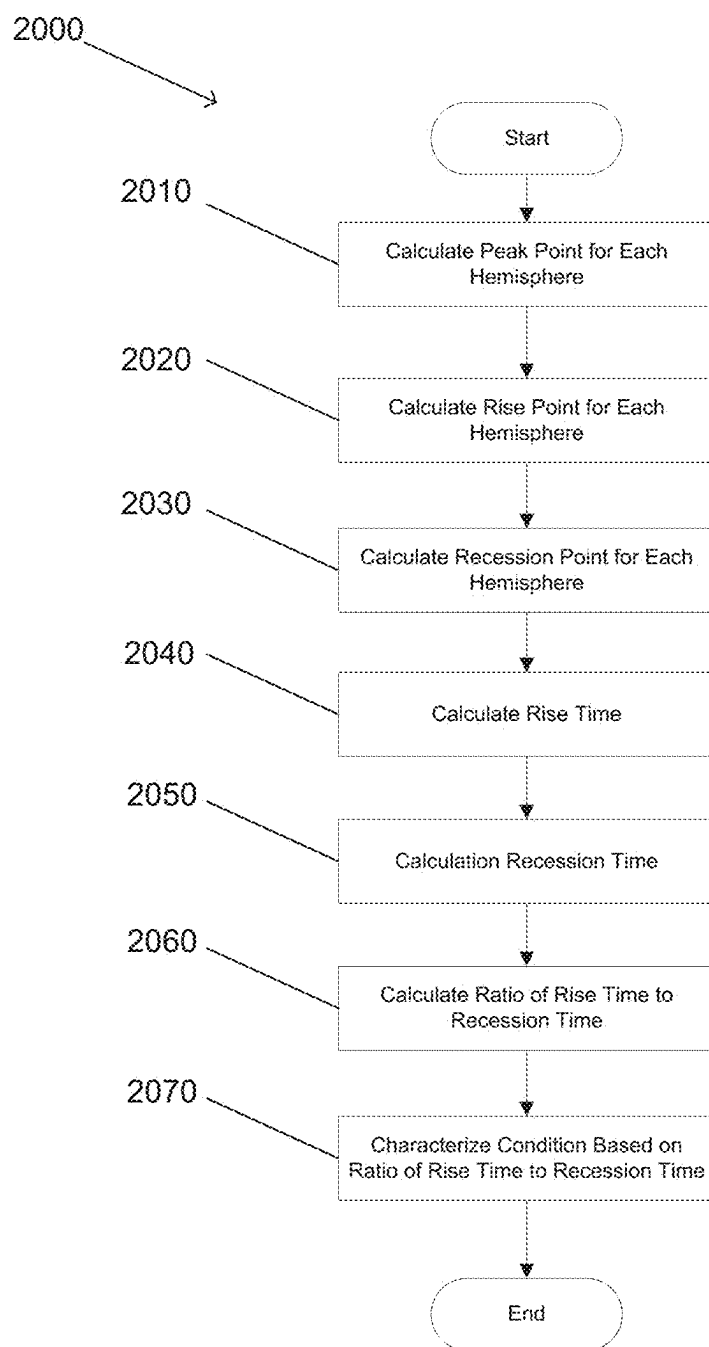 2000
Start
2010
Calculate Peak Point for Each
Hemisphere
2020
Calculate Rise Point for Each
Hemisphere
2030
Calculate Recession Point for Each
Hemisphere
2040
Calculate Rise Time
2050
Calculation Recession Time
2060
Calculate Ratio of Rise Time to
Recession Time
2070
Characterize Condition Based on
Ratio of Rise Time to Recession Time
End